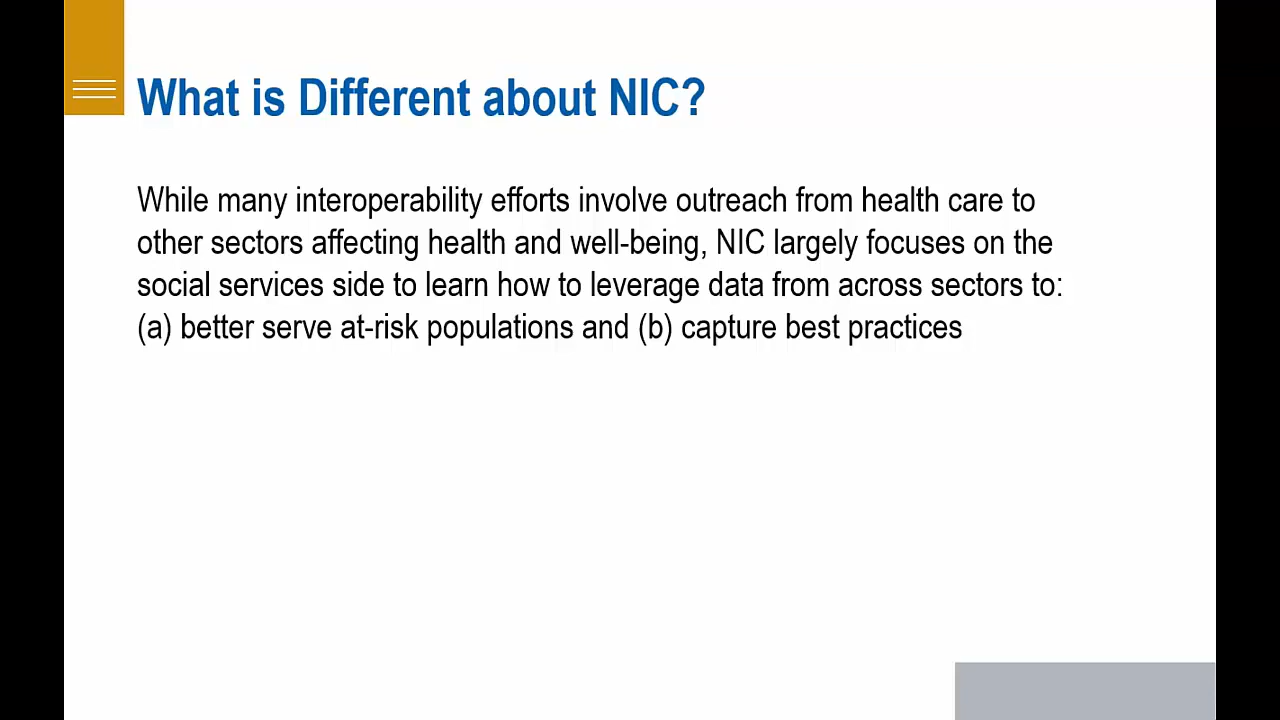 What is Different about NIC?
While many interoperability efforts involve outreach from health care to
other sectors affecting health and well-being, NIC largely focuses on the
social services side to learn how to leverage data from across sectors to:
(a) better serve at-risk populations and (b) capture best practices